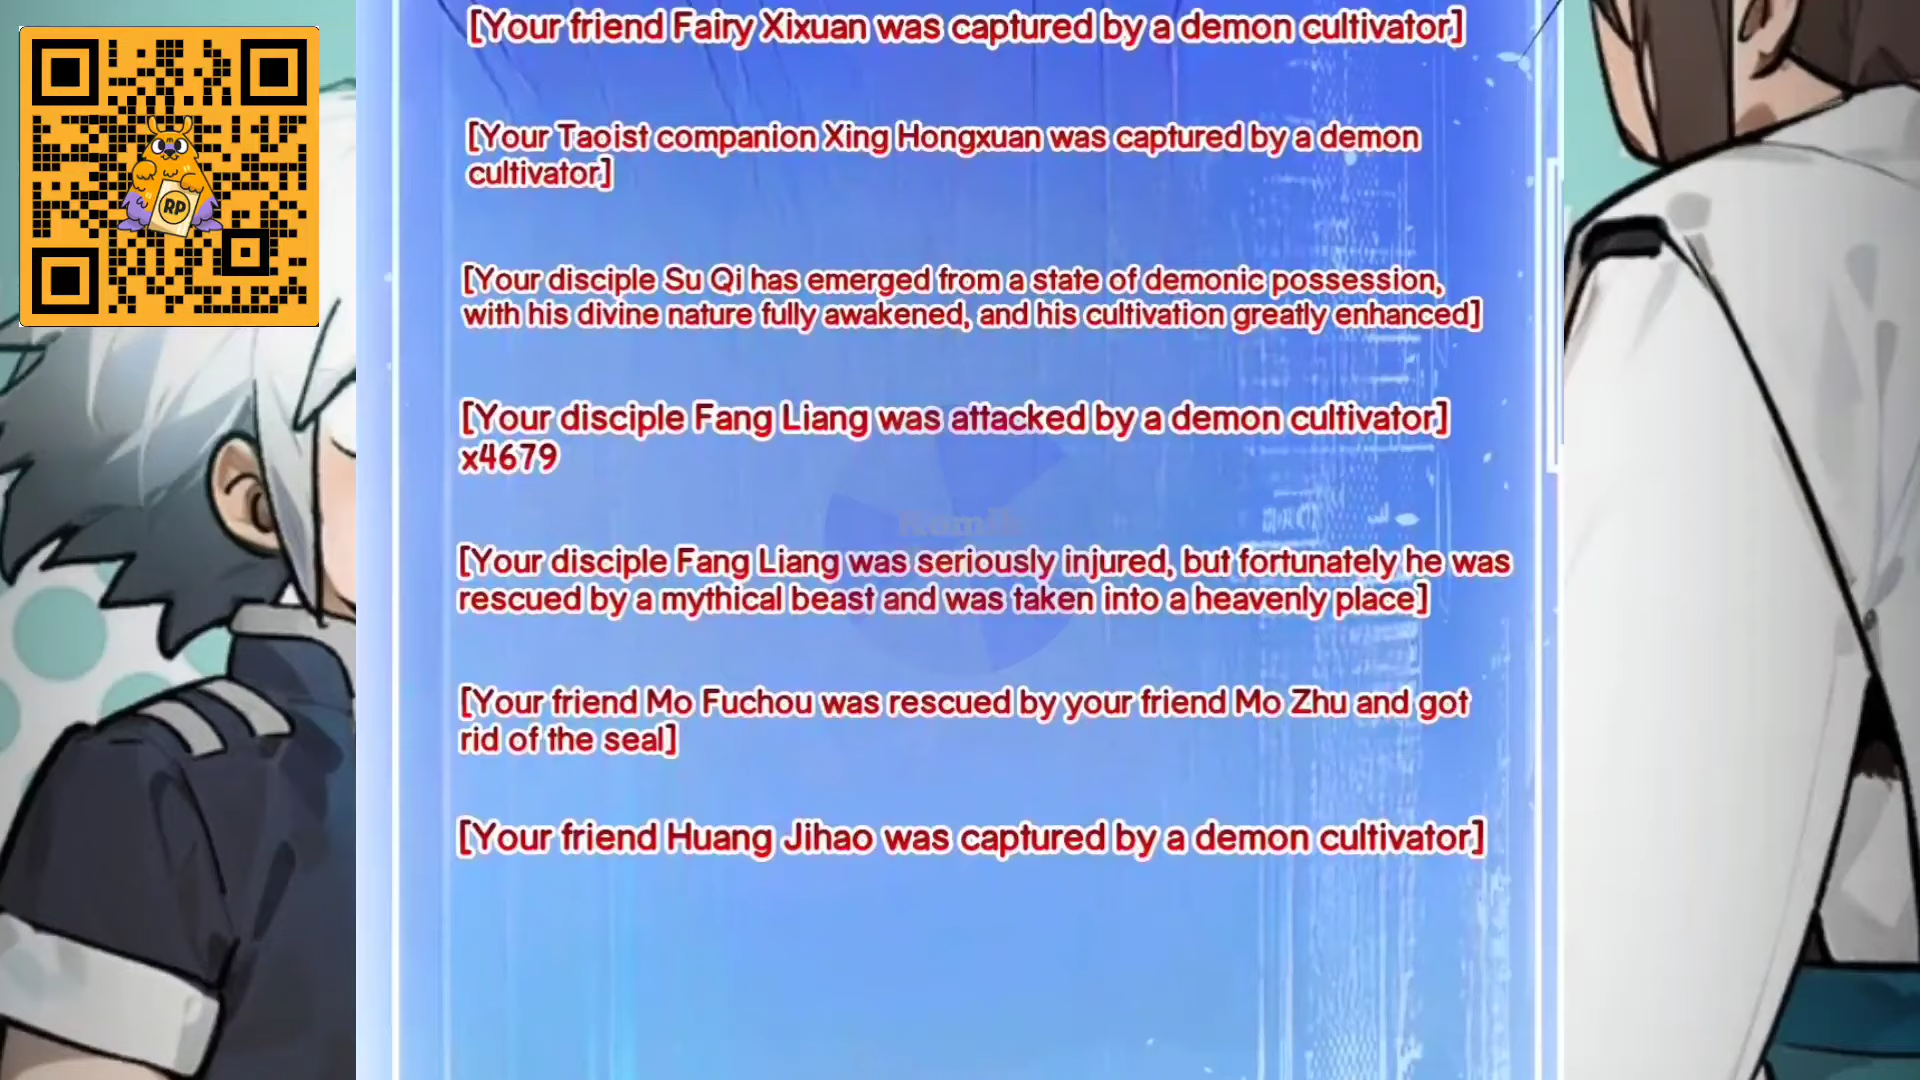 [Your friend Fairy Xixuan was captured by a demon cultivator]
[Your Taoist companion Xing Hongxuan was captured by a demon
cultivator]
[Your disciple Su Qi has emerged from a state of demonic possession,
with his divine nature fully awakened, and his cultivation greatly enhanced]
[Your disciple Fang Liang was attacked by a demon cultivator]
x4679
[Your disciple Fang Liang was seriously injured, but fortunately he was
rescued by a mythical beast and was taken into a heavenly place]
[Your friend Mo Fuchou was rescued by your friend Mo Zhu and got
rid of the seal]
[Your friend Huang Jihao was captured by a demon cultivator]
RP